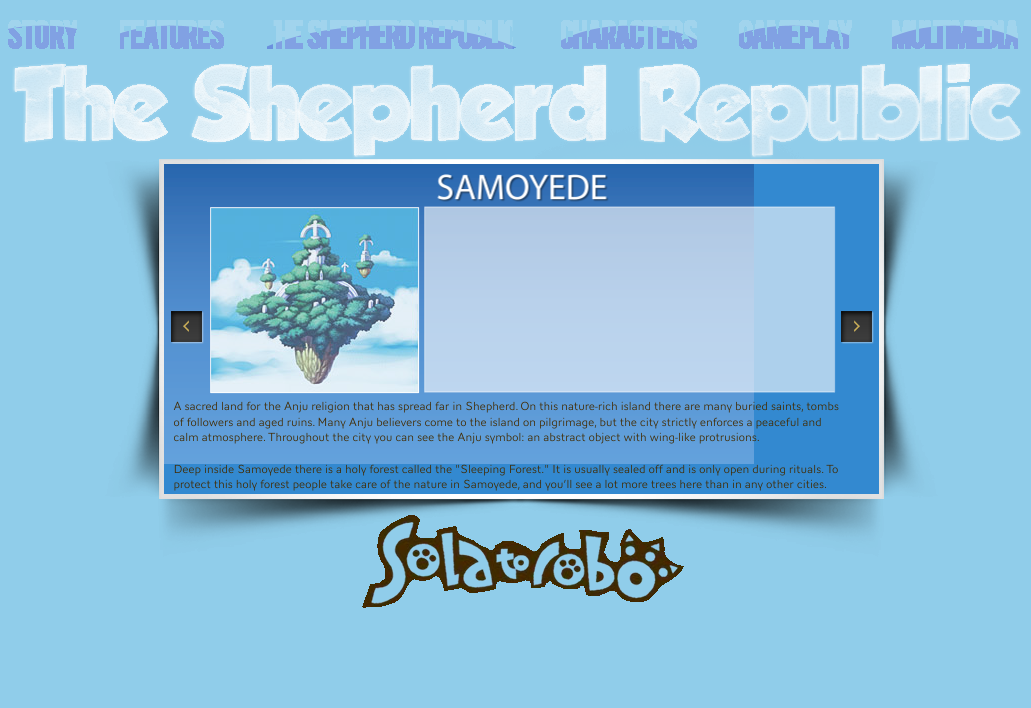 STORY FEATURES THE SHEPHERD REPUBLIC CHARACTERS GAMEPLAY MULTIMEDIA
The Shepherd Republic
SAMOYEDE
A sacred land for the Anju religion that has spread far in Shepherd. On this nature-rich island there are many buried saints, tombs
of followers and aged ruins. Many Anju believers come to the island on pilgrimage, but the city strictly enforces a peaceful and
calm atmosphere. Throughout the city you can see the Anju symbol: an abstract object with wing-like protrusions.
Deep inside Samoyede there is a holy forest called the "Sleeping Forest." It is usually sealed off and is only open during rituals. To
protect this holy forest people take care of the nature in Samoyede, and you'll see a lot more trees here than in any other cities.
Solatorobo